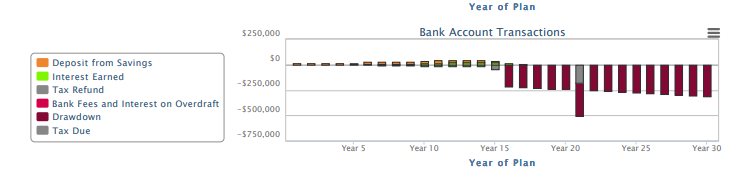 Year of Plan
Bank Account Transactions
$250,000
$0
−$250,000
−$500,000
−$750,000
Deposit from Savings
Interest Earned
Tax Refund
Bank Fees and Interest on Overdraft
Drawdown
Tax Due
Year 5 Year 10 Year 15 Year 20 Year 25 Year 30
Year of Plan